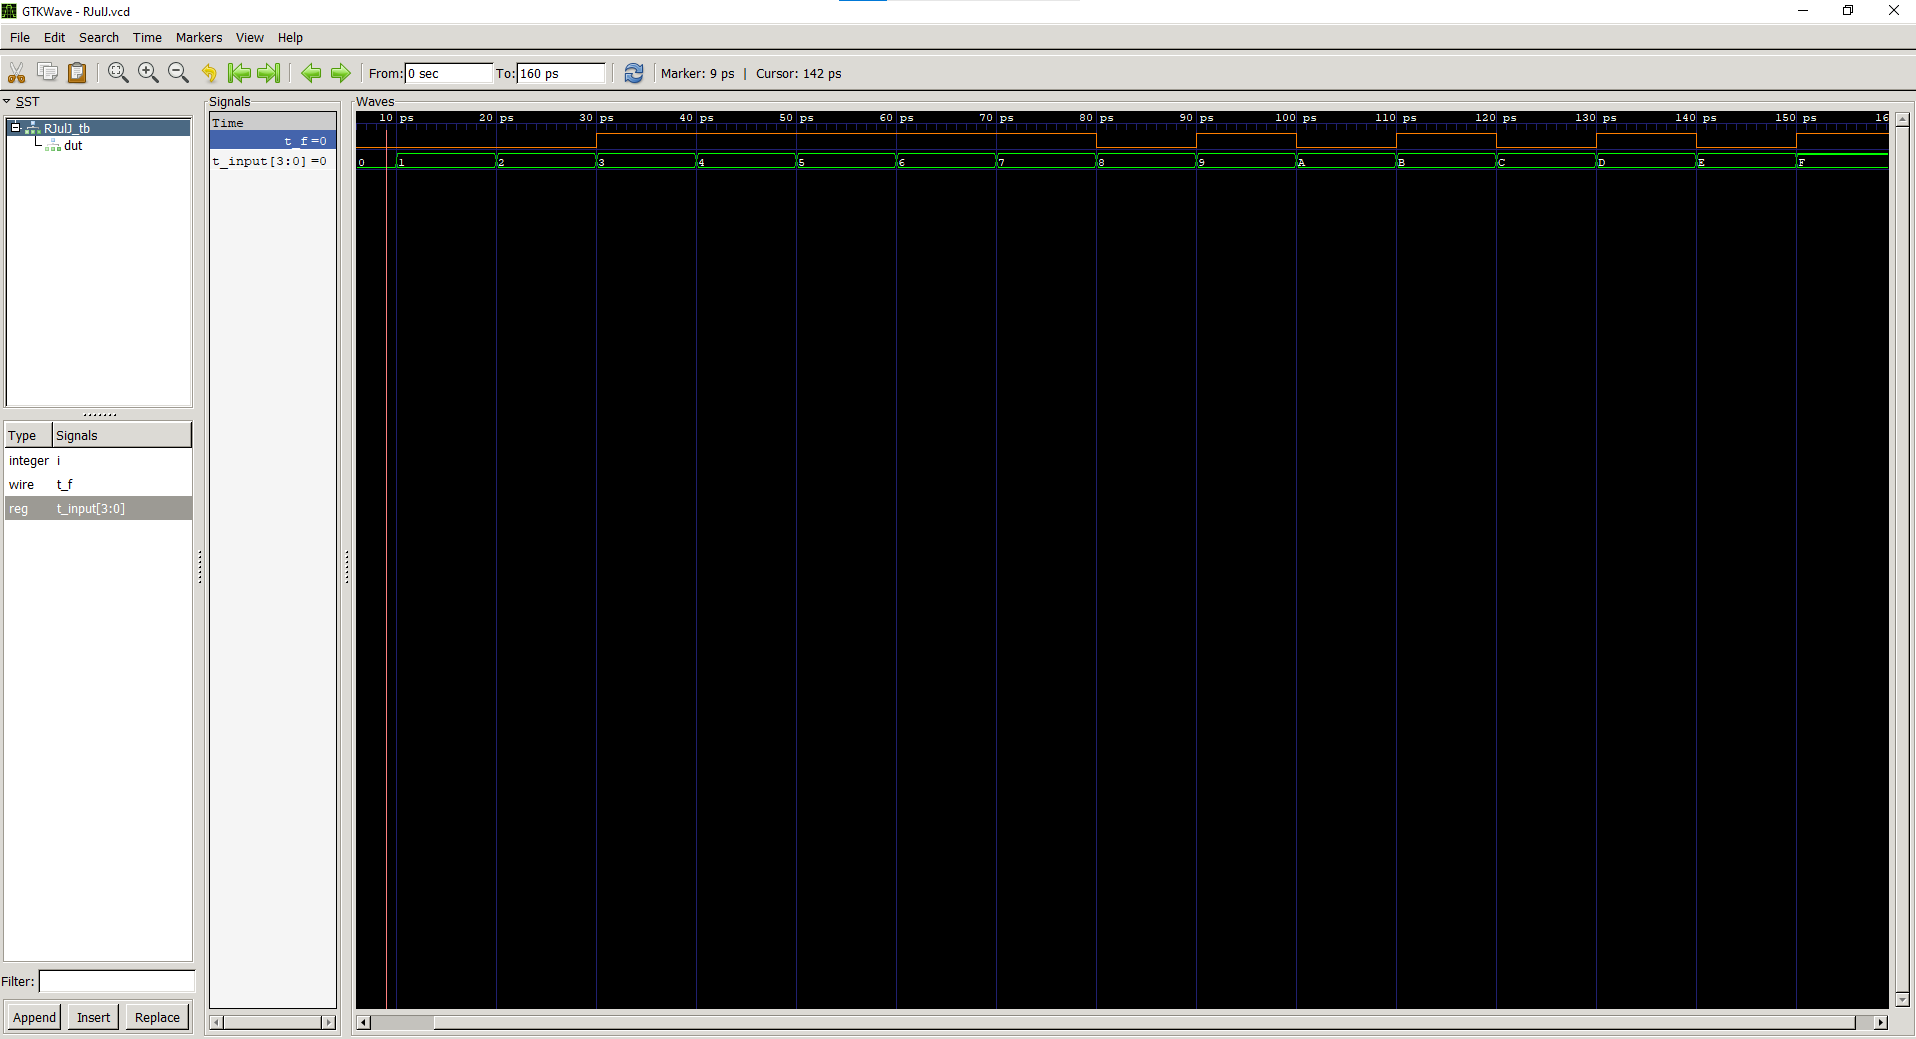 GTKWave - RJulJ.vcd
File Edit Search Time Markers View Help
From: 0 sec To: 160 ps Marker: 9 ps | Cursor: 142 ps
SST
RJulJ_tb
dut
Type Signals
integer i
wire t_f
reg t_input[3:0]
Filter:
Append Insert Replace
Signals
Time
t_f=0
t_input[3:0]=0
Waves
10 ps 20 ps 30 ps 40 ps 50 ps 60 ps 70 ps 80 ps 90 ps 100 ps 110 ps 120 ps 130 ps 140 ps 150 ps 16
0 1 2 3 4 5 6 7 8 9 A B C D E F